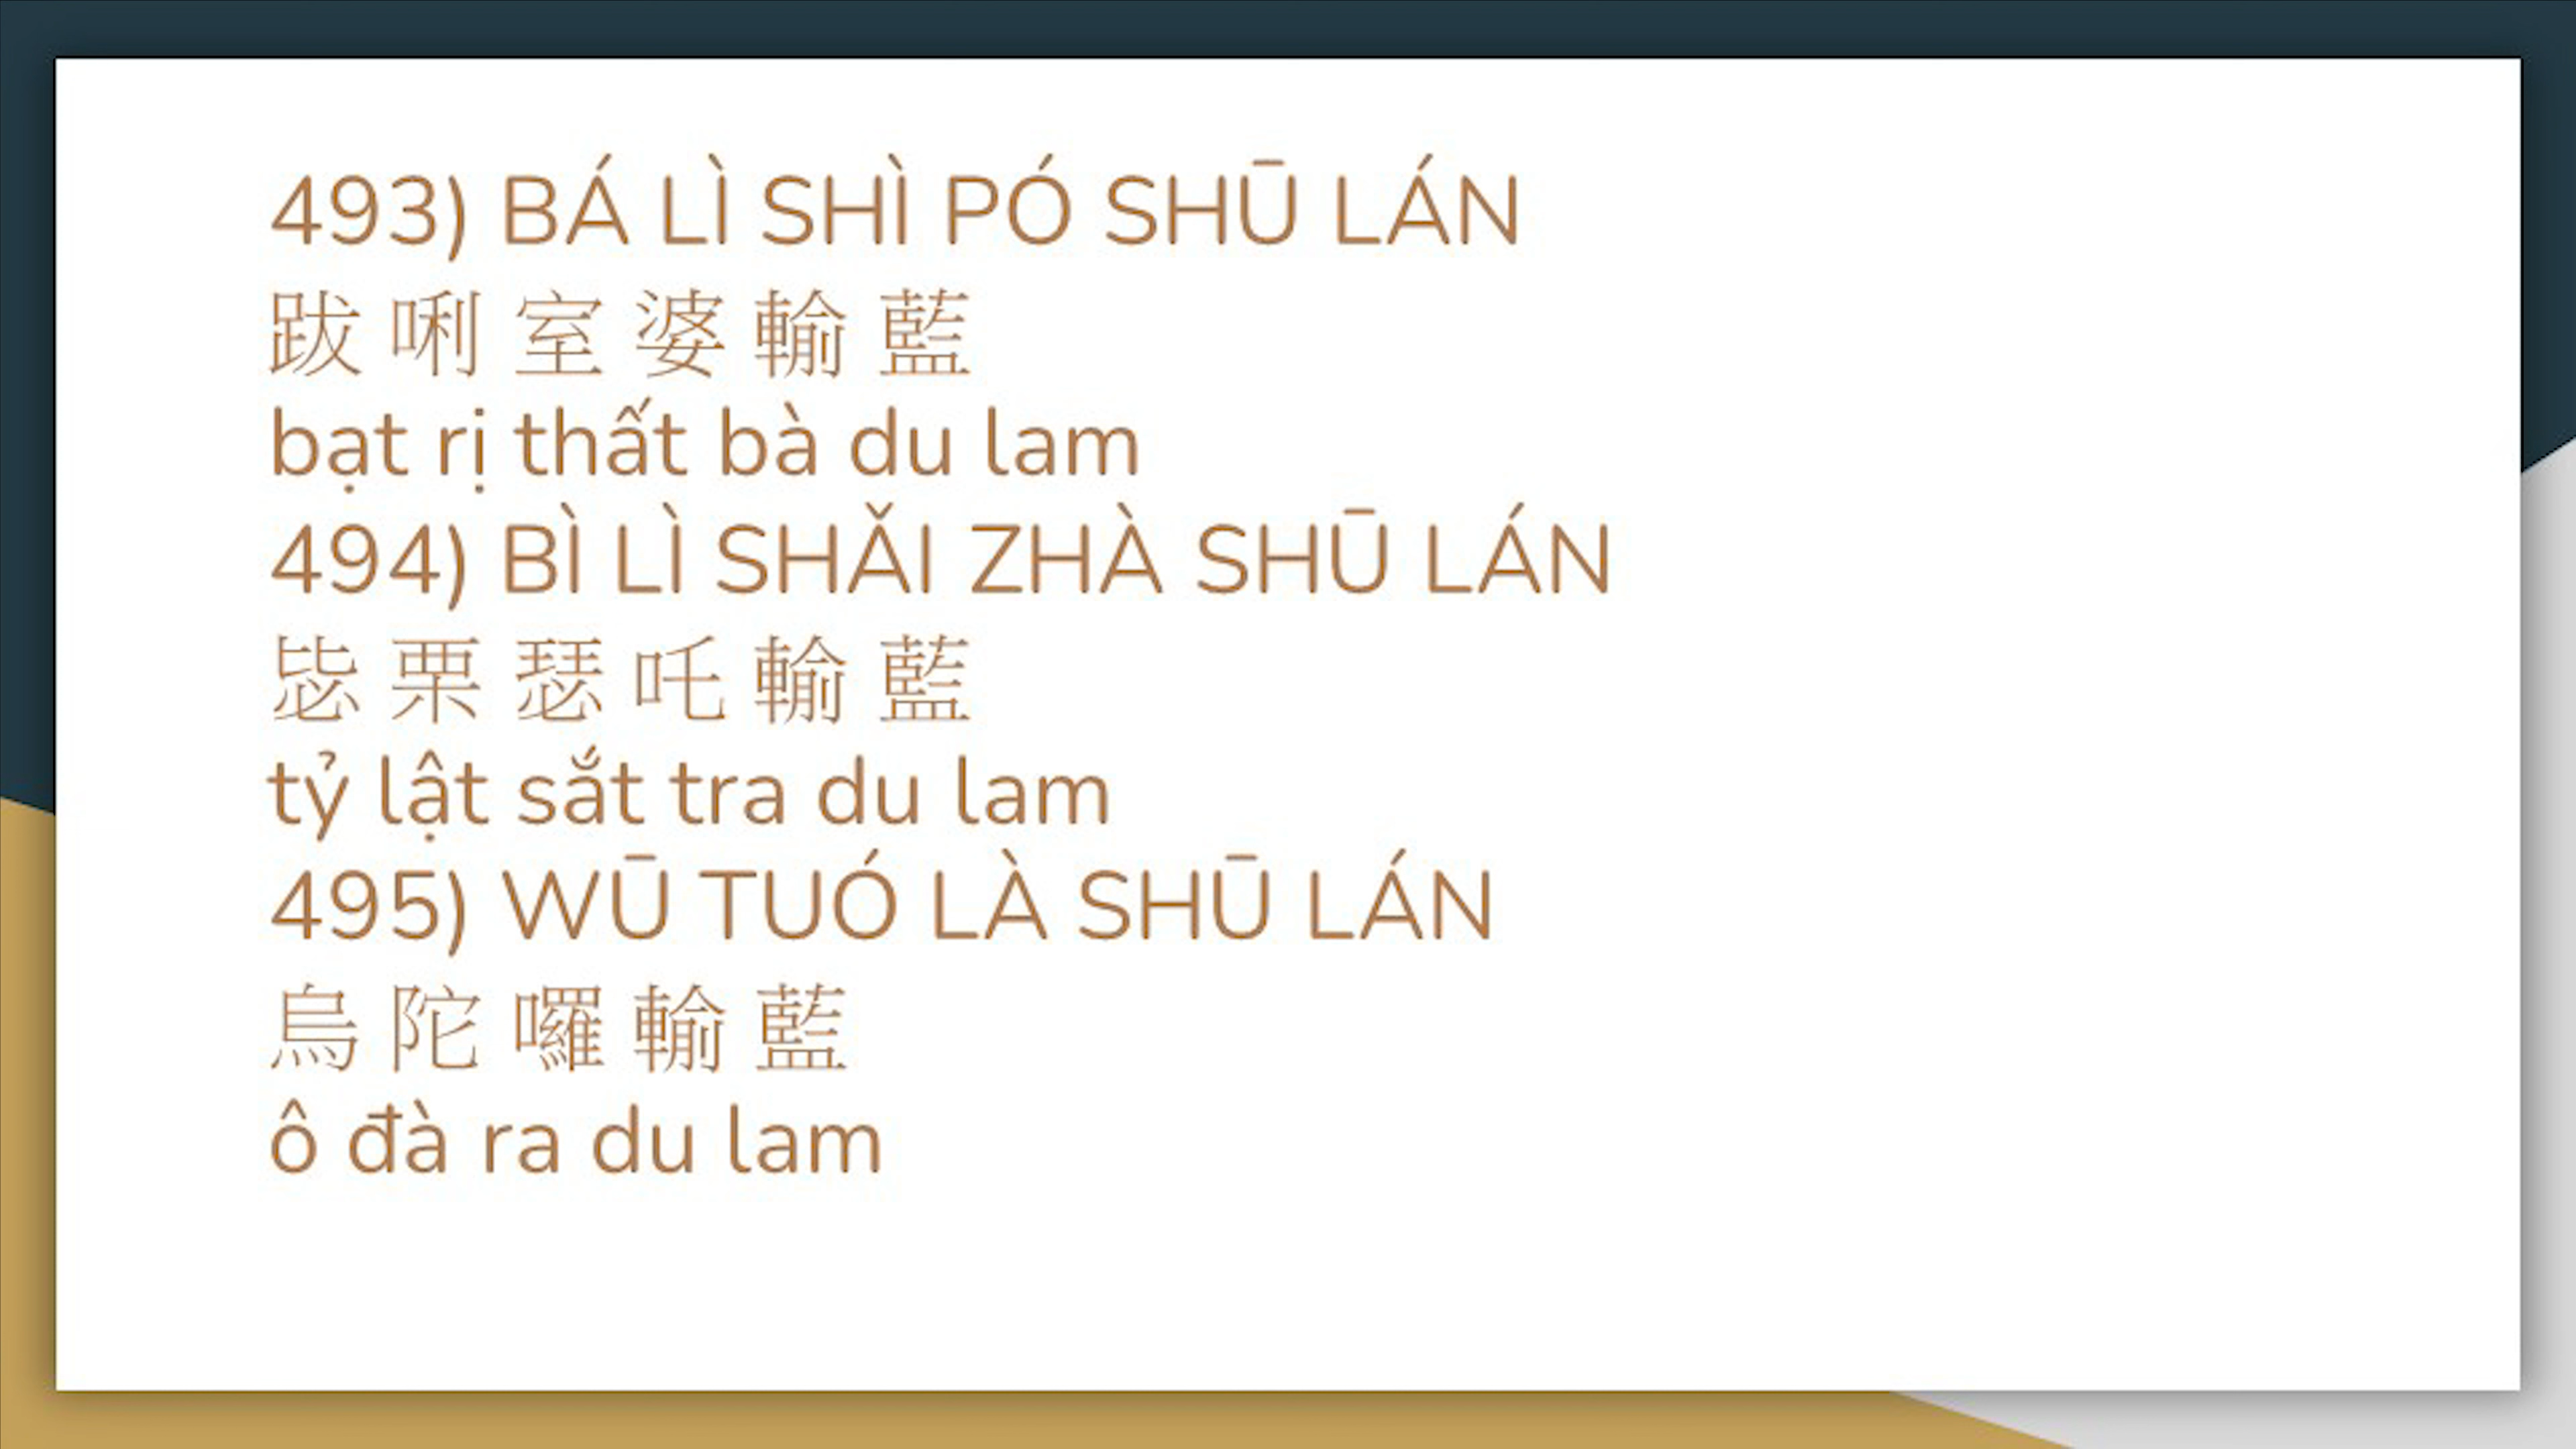 493) BÁ LÌ SHÌ PÓ SHŪ LÁN
跋 唎 室 婆 輸 藍
bạt rị thất bà du lam
494) BÌ LÌ SHǍI ZHÀ SHŪ LÁN
毖 栗 瑟 吒 輸 藍
tỷ lật sắt tra du lam
495) WŪ TUÓ LÀ SHŪ LÁN
烏 陀 囉 輸 藍
ô đà ra du lam